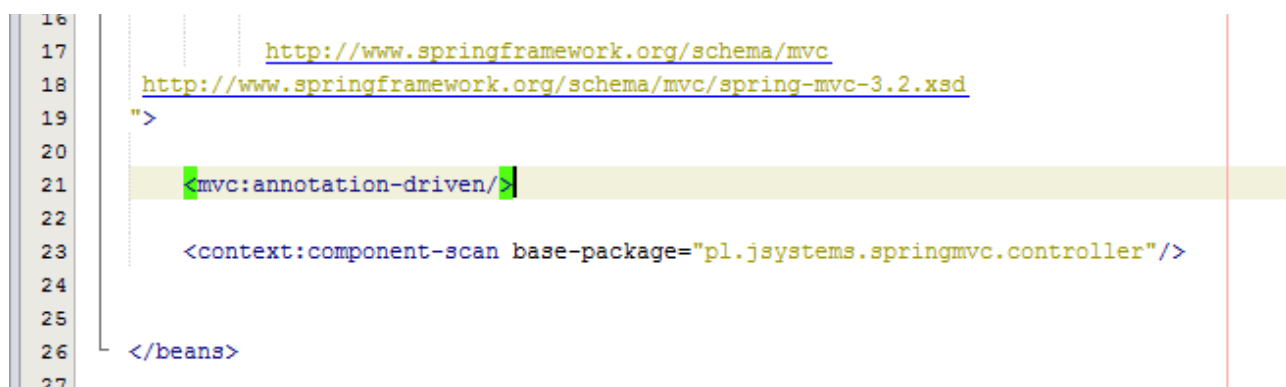 16
17 http://www.springframework.org/schema/mvc
18 http://www.springframework.org/schema/mvc/spring-mvc-3.2.xsd
19 ">
20
21 <mvc:annotation-driven/>
22
23 <context:component-scan base-package="pl.jsystems.springmvc.controller"/>
24
25
26 </beans>
27